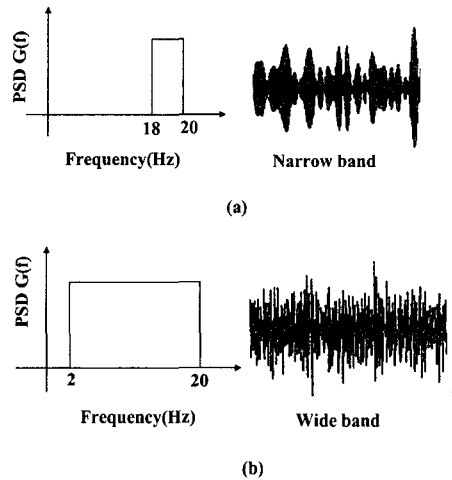 PSD G(f)
18
20
Frequency(Hz)
Narrow band
(a)
PSD G(f)
2
20
Frequency(Hz)
Wide band
(b)